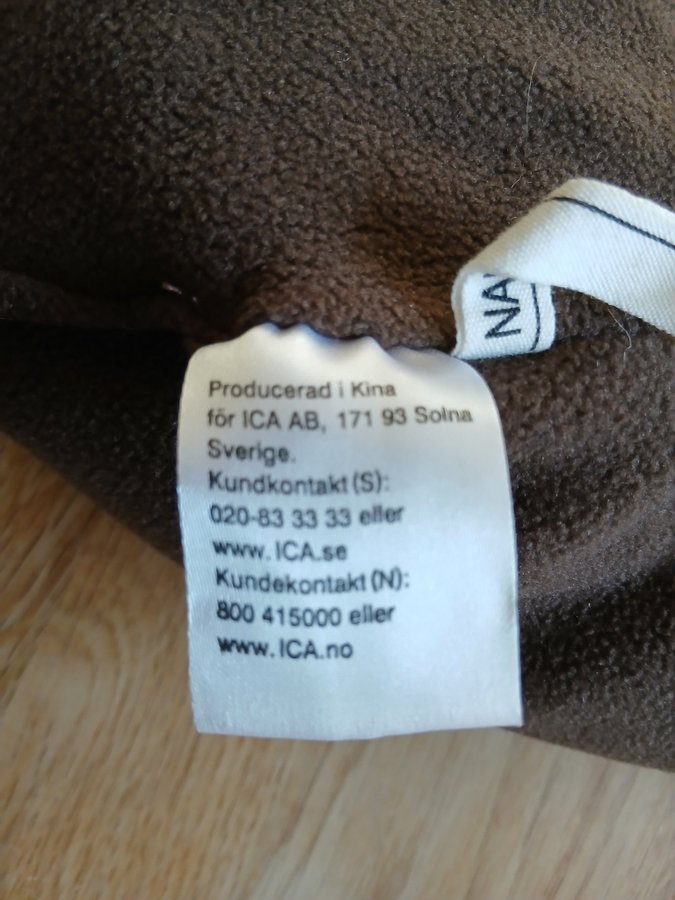 Producerad i Kina
för ICA AB, 171 93 Solna
Sverige.
Kundkontakt (S):
020-83 33 33 eller
www. ICA.se
Kundekontakt (N):
800 415000 eller
www. ICA.no